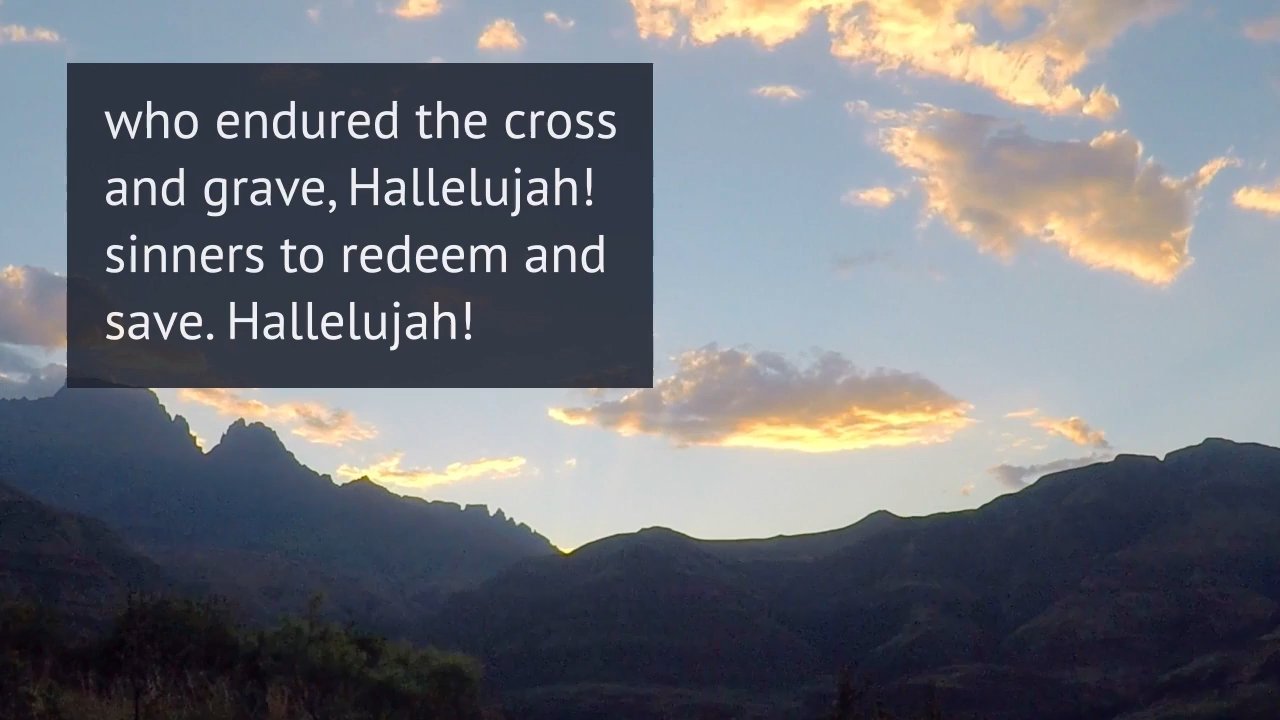 who endured the cross
and grave, Hallelujah!
sinners to redeem and
save. Hallelujah!